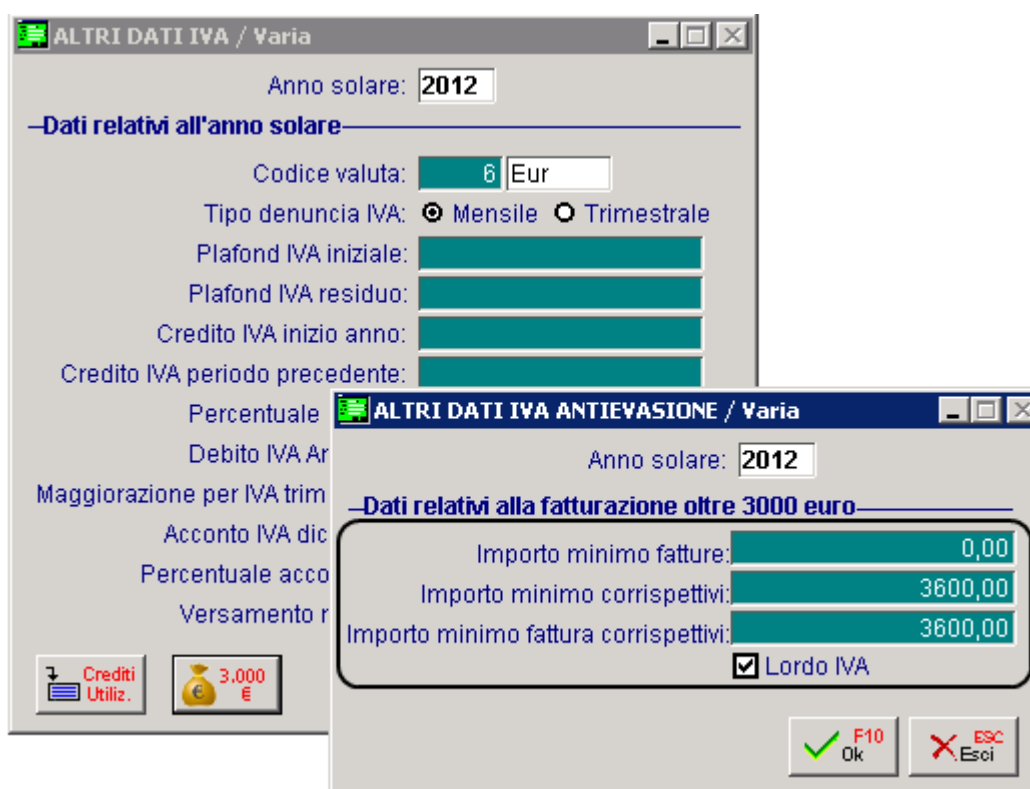 ALTRI DATI IVA / Varia
Anno solare: 2012
Dati relativi all'anno solare
Codice valuta: 6 Eur
Tipo denuncia IVA: Mensile Trimestrale
Plafond IVA iniziale:
Plafond IVA residuo:
Credito IVA inizio anno:
Credito IVA periodo precedente:
Percentuale
Debito IVA Ar
Maggiorazione per IVA trim
Acconto IVA dic
Percentuale acco
Versamento r
Crediti
Utiliz.
3.000
€
ALTRI DATI IVA ANTIEVASIONE / Varia
Anno solare: 2012
Dati relativi alla fatturazione oltre 3000 euro
Importo minimo fatture: 0,00
Importo minimo corrispettivi: 3600,00
Importo minimo fattura corrispettivi: 3600,00
Lordo IVA
F10
Ok
ESC
Esci